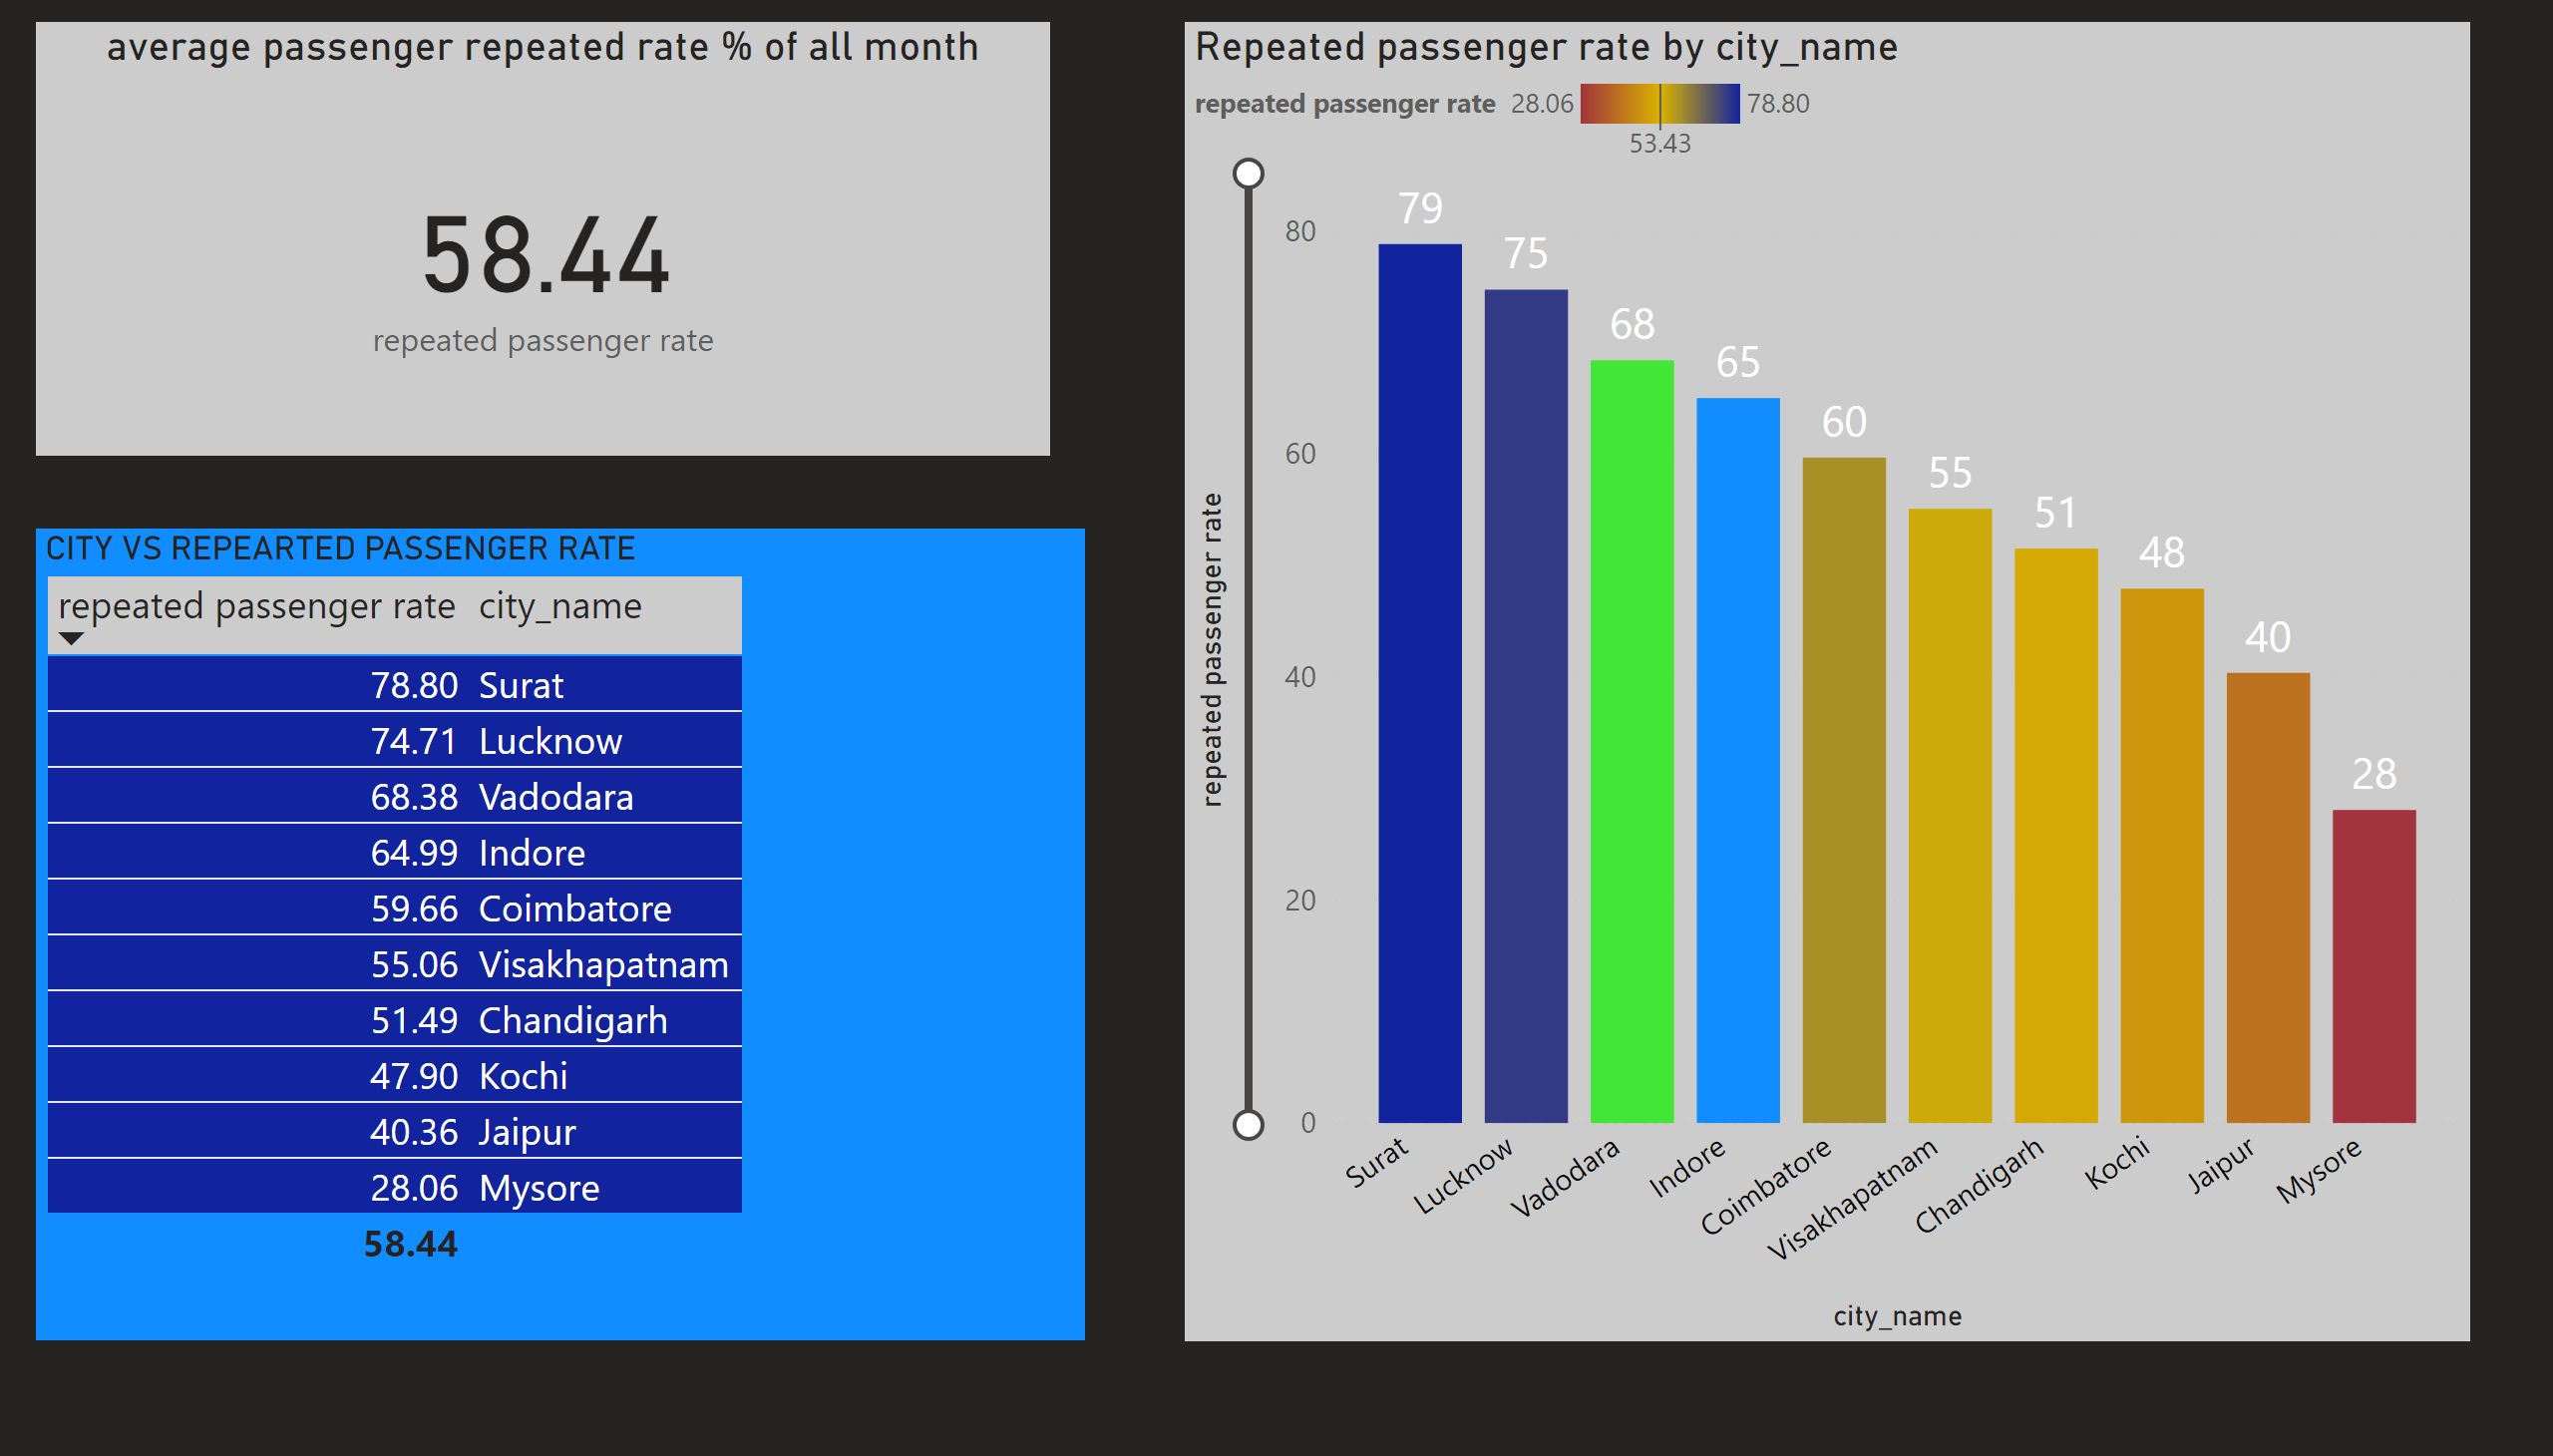 average passenger repeated rate % of all month
58.44
repeated passenger rate
CITY VS REPEARTED PASSENGER RATE
repeated passenger rate city_name
78.80 Surat
74.71 Lucknow
68.38 Vadodara
64.99 Indore
59.66 Coimbatore
55.06 Visakhapatnam
51.49 Chandigarh
47.90 Kochi
40.36 Jaipur
28.06 Mysore
58.44
Repeated passenger rate by city_name
repeated passenger rate 28.06 78.80
53.43
repeated passenger rate
80
60
40
20
0
79
75
68
65
60
55
51
48
40
28
Surat
Lucknow
Vadodara
Indore
Coimbatore
Visakhapatnam
Chandigarh
Kochi
Jaipur
Mysore
city_name